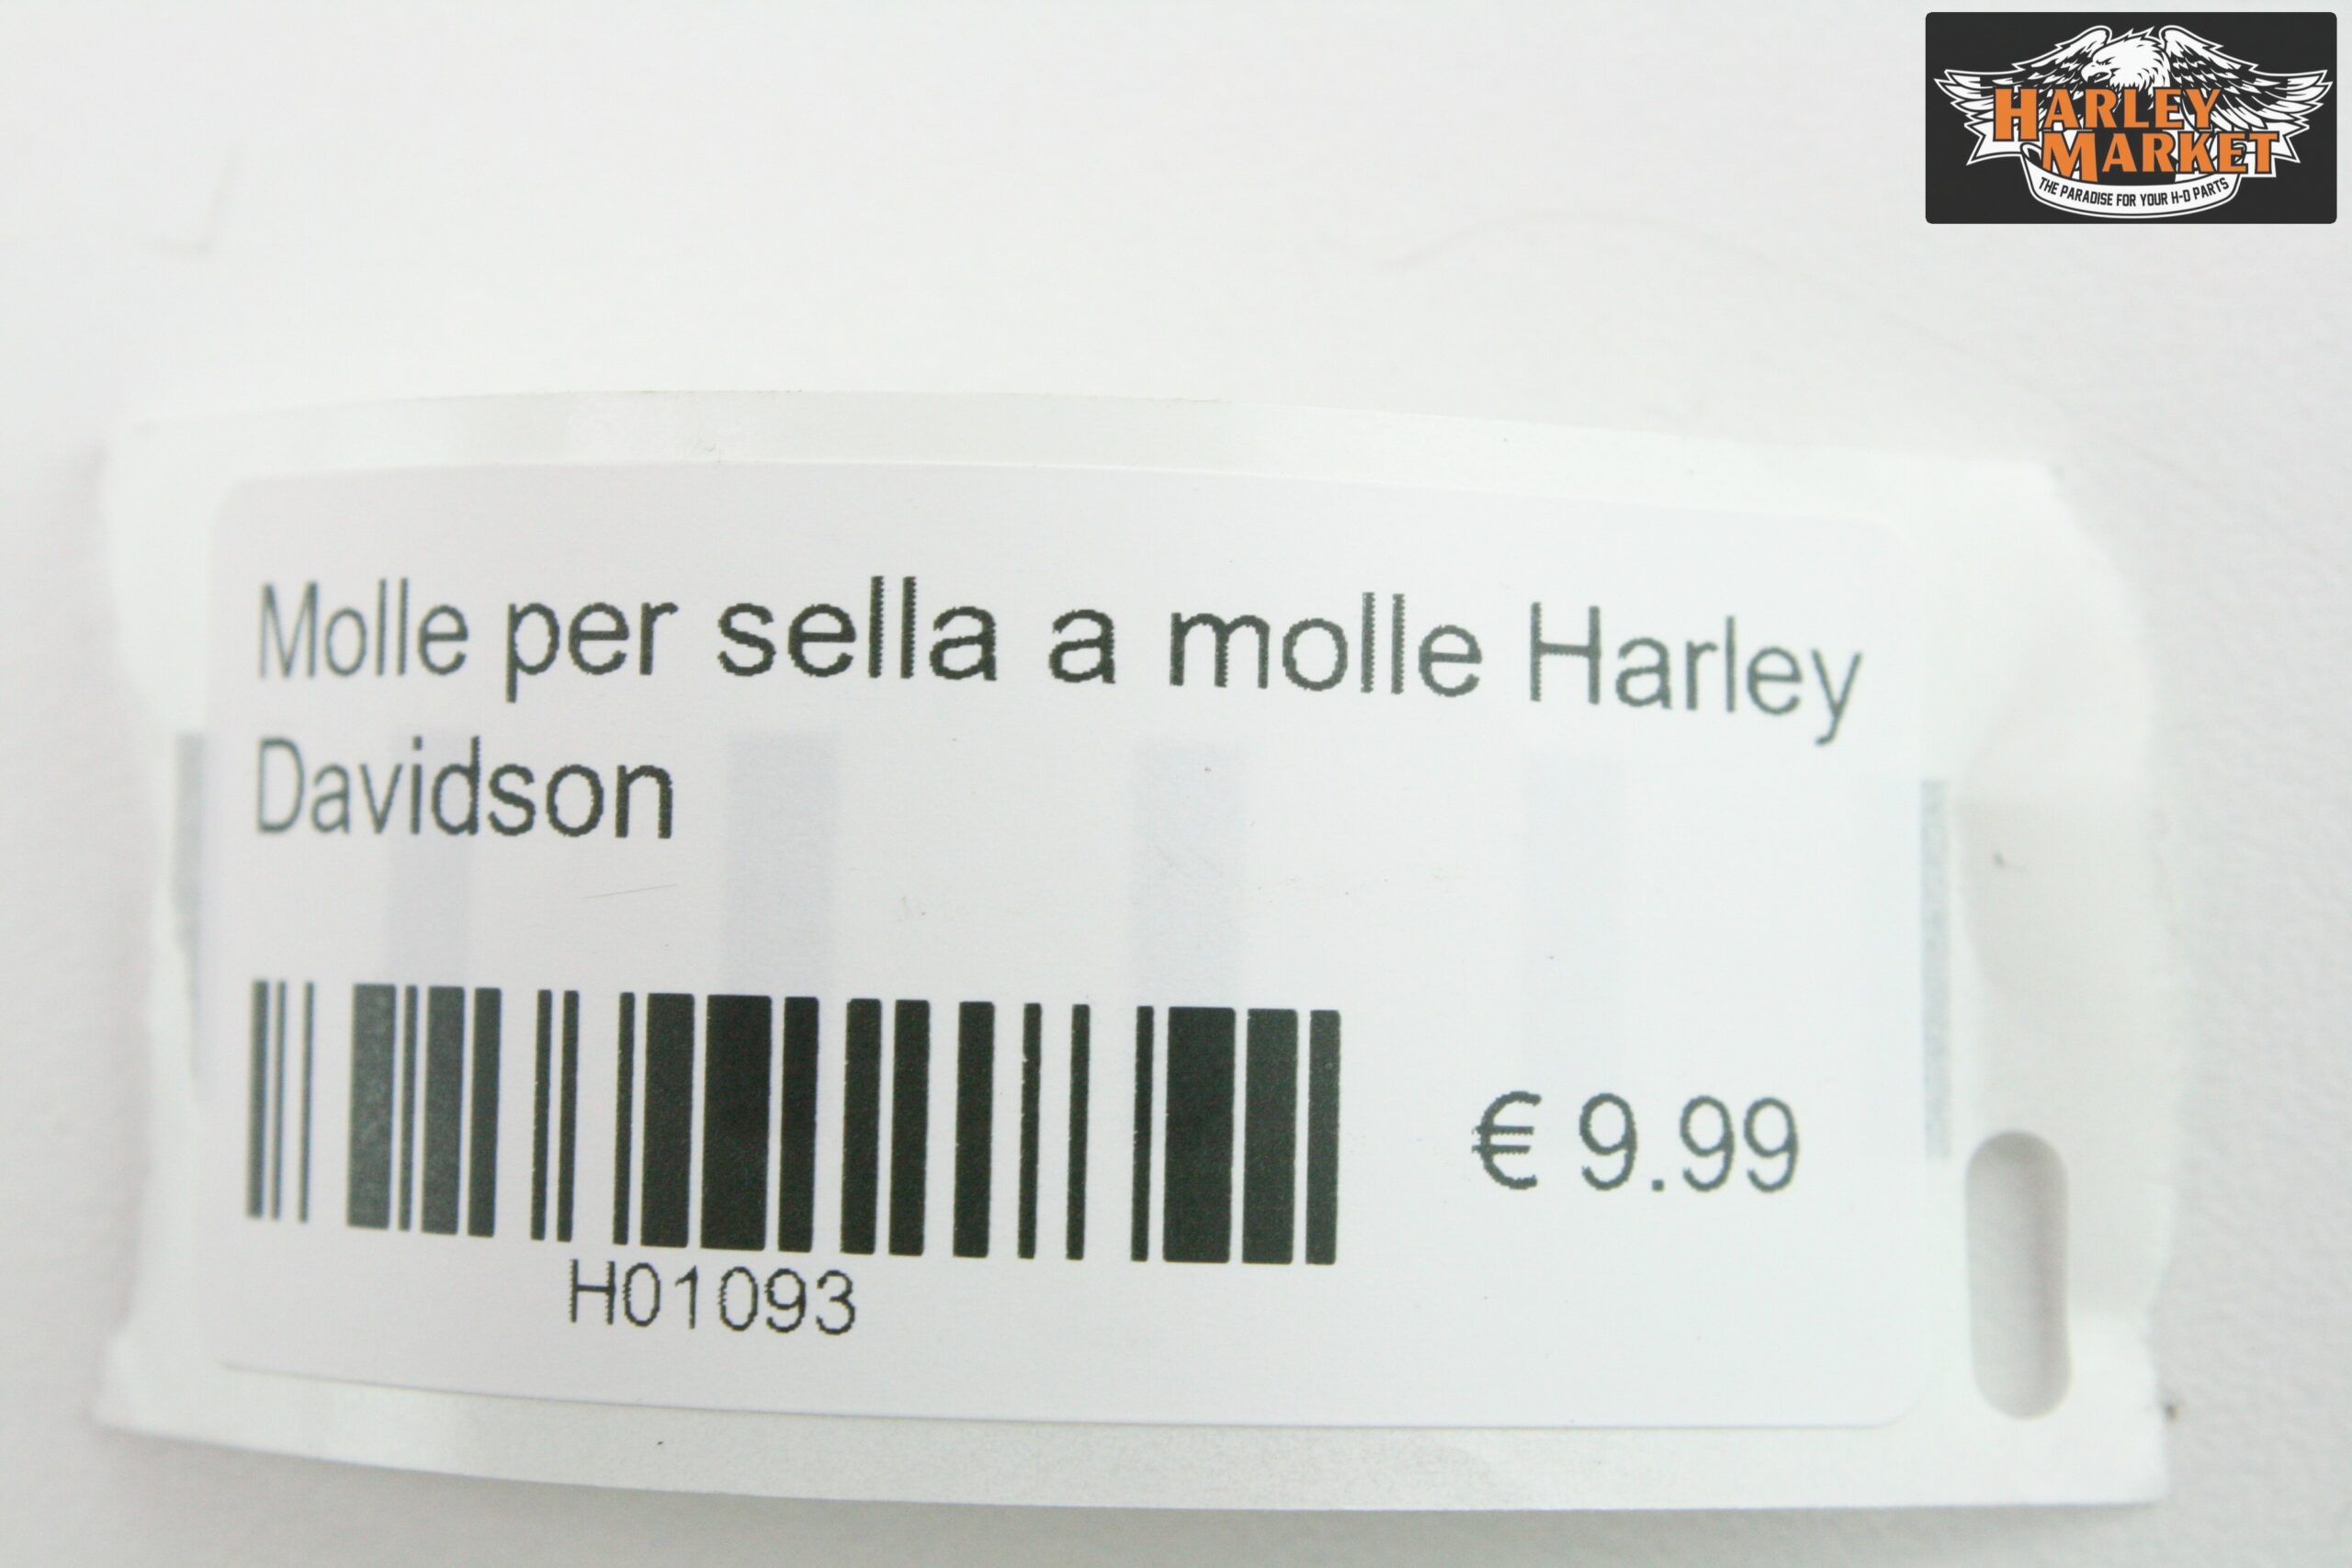 HARLEY
MARKET
THE PARADISE FOR YOUR H-D PARTS
Molle per sella a molle Harley
Davidson
H01093
€ 9.99